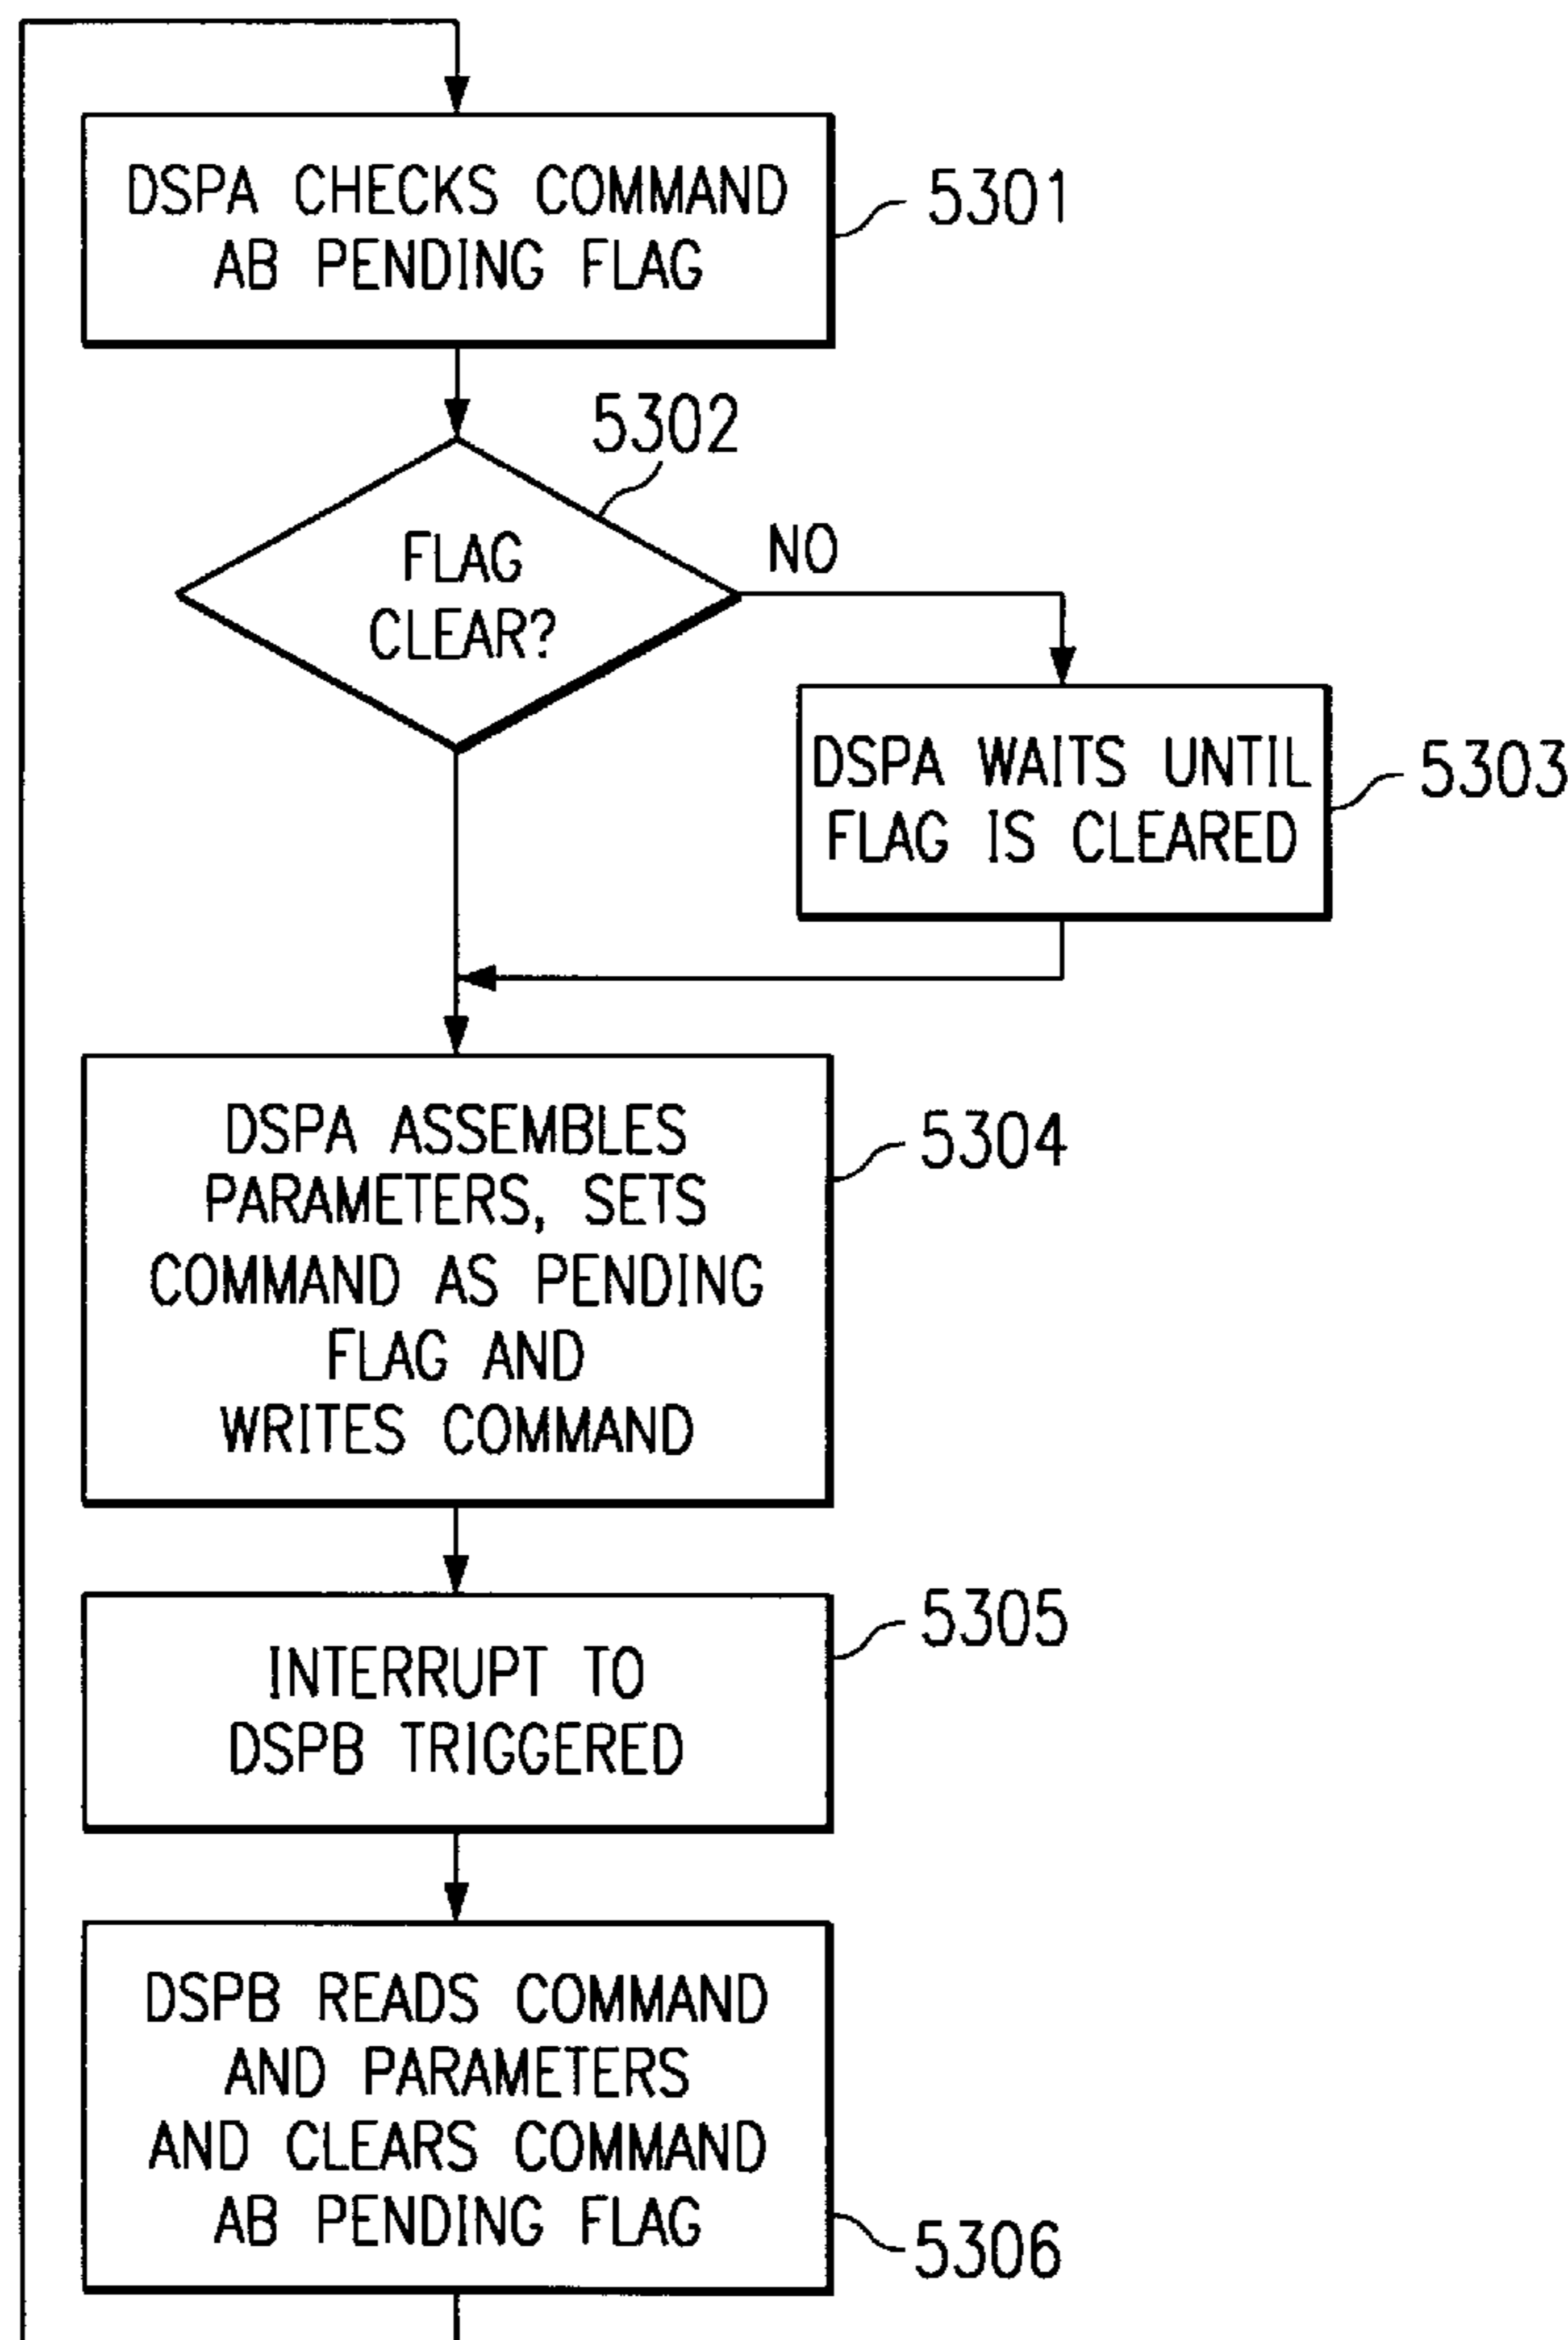 DSPA CHECKS COMMAND
AB PENDING FLAG
5301
5302
FLAG
CLEAR?
NO
DSPA WAITS UNTIL
FLAG IS CLEARED
5303
DSPA ASSEMBLES
PARAMETERS, SETS
COMMAND AS PENDING
FLAG AND
WRITES COMMAND
5304
INTERRUPT TO
DSPB TRIGGERED
5305
DSPB READS COMMAND
AND PARAMETERS
AND CLEARS COMMAND
AB PENDING FLAG
5306